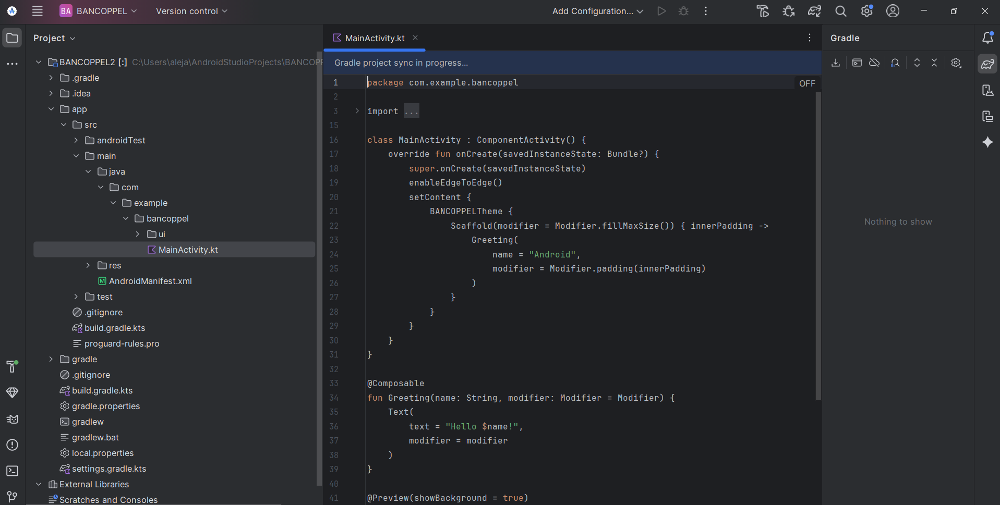 BA BANCOPPEL Version control Add Configuration...
Project
BANCOPPEL2 [:] C:\Users\aleja\AndroidStudioProjects\BANCOPP
.gradle
.idea
app
src
androidTest
main
java
com
example
bancoppel
ui
MainActivity.kt
res
AndroidManifest.xml
test
.gitignore
build.gradle.kts
proguard-rules.pro
gradle
.gitignore
build.gradle.kts
gradle.properties
gradlew
gradlew.bat
local.properties
settings.gradle.kts
External Libraries
Scratches and Consoles
MainActivity.kt
Gradle project sync in progress...
1 package com.example.bancoppel OFF
2
3 import ...
15
16 class MainActivity : ComponentActivity() {
17 override fun onCreate(savedInstanceState: Bundle?) {
18 super.onCreate(savedInstanceState)
19 enableEdgeToEdge()
20 setContent {
21 BANCOPPELTheme {
22 Scaffold(modifier = Modifier.fillMaxSize()) { innerPadding ->
23 Greeting(
24 name = "Android",
25 modifier = Modifier.padding(innerPadding)
26 )
27 }
28 }
29 }
30 }
31 }
32
33 @Composable
34 fun Greeting(name: String, modifier: Modifier = Modifier) {
35 Text(
36 text = "Hello $name!",
37 modifier = modifier
38 )
39 }
40
41 @Preview(showBackground = true)
Gradle
Nothing to show